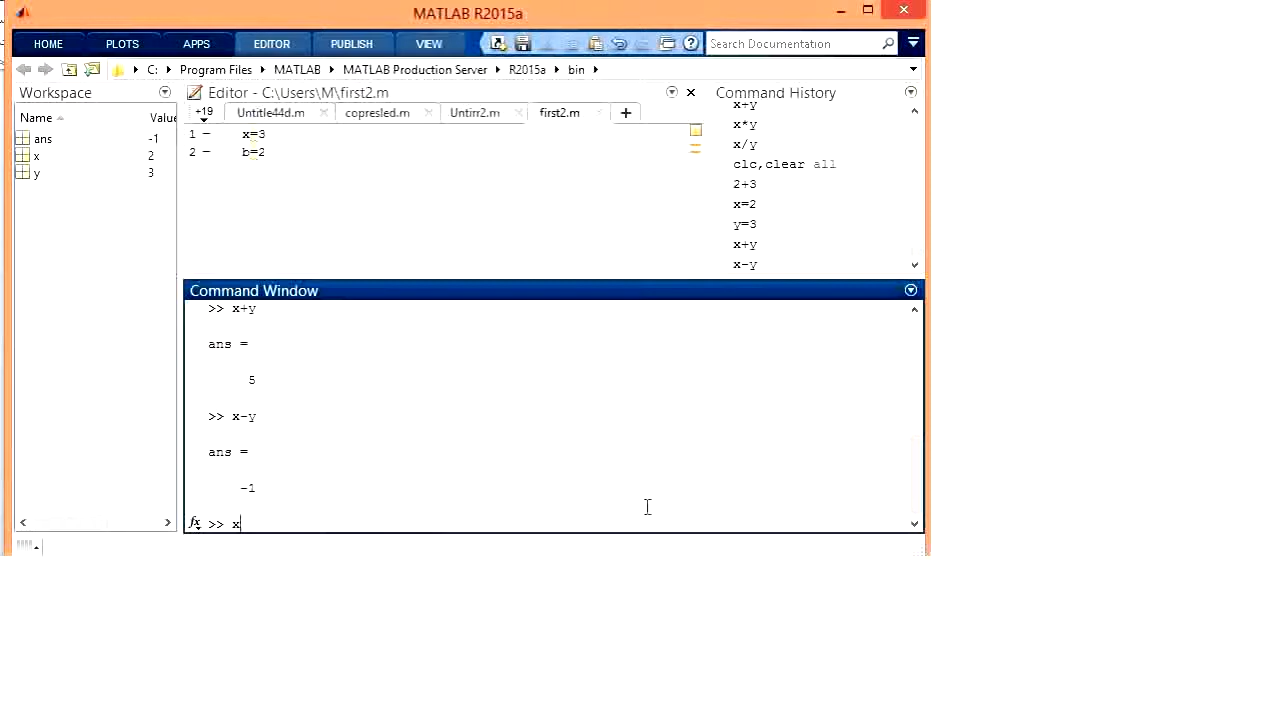 MATLAB R2015a
HOME PLOTS APPS EDITOR PUBLISH VIEW Search Documentation
C: Program Files MATLAB MATLAB Production Server R2015a bin
Workspace
Name Value
ans -1
x 2
y 3
Editor - C:\Users\M\first2.m
+19 Untitle44d.m copresled.m Untirr2.m first2.m +
1 - x=3
2 - b=2
Command History
x+y
x*y
x/y
clc,clear all
2+3
x=2
y=3
x+y
x-y
Command Window
>> x+y
ans =
5
>> x-y
ans =
-1
fx >> x